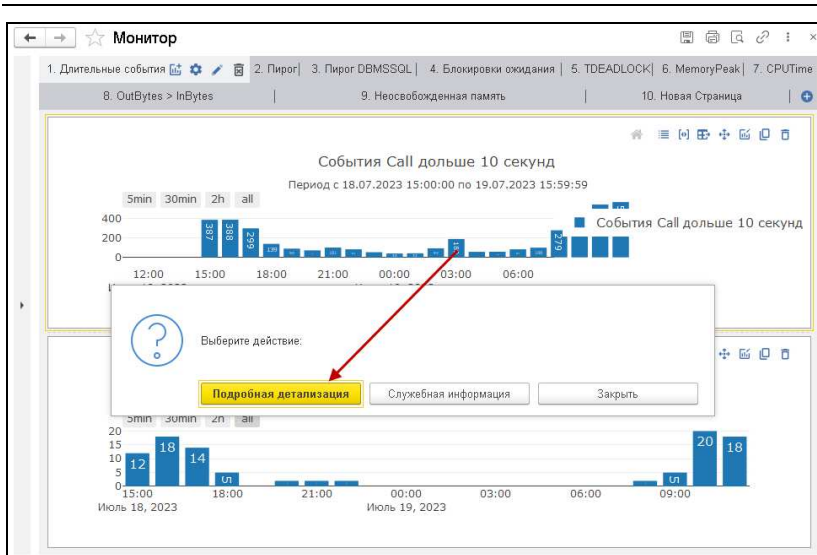 Монитор
1. Длительные события 2. Пирог | 3. Пирог DBMSSQL | 4. Блокировки ожидания | 5. TDEADLOCK | 6. MemoryPeak | 7. CPUTime
8. OutBytes > InBytes | 9. Неосвобожденная память | 10. Новая Страница |
События Call дольше 10 секунд
Период с 18.07.2023 15:00:00 по 19.07.2023 15:59:59
5min 30min 2h all
События Call дольше 10 секунд
400
200
0
387 388 299 139 279
12:00 15:00 18:00 21:00 00:00 03:00 06:00
Выберите действие:
Подробная детализация Служебная информация Закрыть
5min 30min 2h all
20
15
10
5
0
12 18 14 5 5 20 18
15:00 18:00 21:00 00:00 03:00 06:00 09:00
Июль 18, 2023 Июль 19, 2023